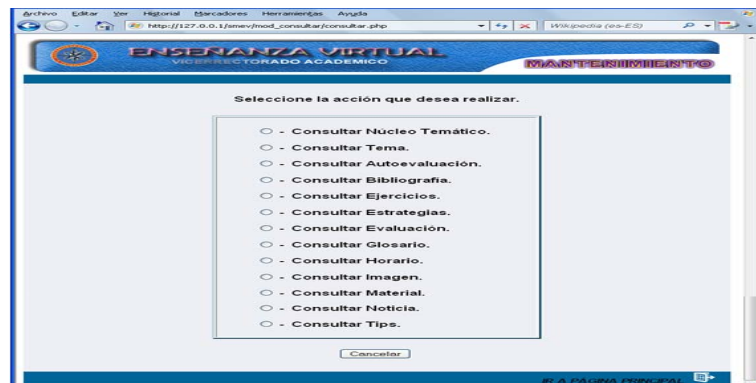 Archivo Editar Ver Historial Marcadores Herramientas Ayuda
http://127.0.0.1/smev/mod_consultar/consultar.php Wikipedia (es-ES)
ENSEÑANZA VIRTUAL
VICERRECTORADO ACADEMICO
MANTENIMIENTO
Seleccione la acción que desea realizar.
- Consultar Núcleo Temático.
- Consultar Tema.
- Consultar Autoevaluación.
- Consultar Bibliografía.
- Consultar Ejercicios.
- Consultar Estrategias.
- Consultar Evaluación.
- Consultar Glosario.
- Consultar Horario.
- Consultar Imagen.
- Consultar Material.
- Consultar Noticia.
- Consultar Tips.
Cancelar
IR A PÁGINA PRINCIPAL